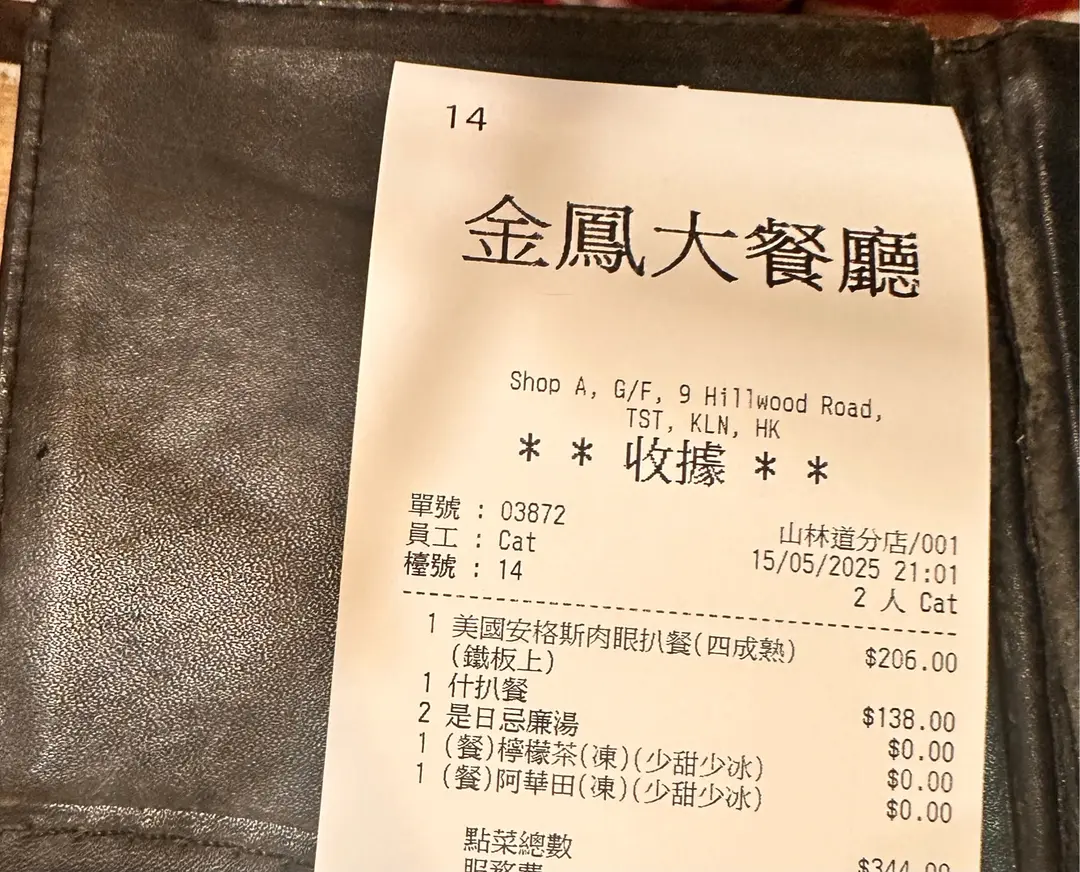 14
金鳳大餐廳
Shop A, G/F, 9 Hillwood Road,
TST, KLN, HK
* * 收據 * *
單號 : 03872
山林道分店/001
員工 : Cat
15/05/2025 21:01
檯號 : 14
2 人 Cat
1 美國安格斯肉眼扒餐(四成熟) $206.00
(鐵板上)
1 什扒餐 $138.00
2 是日忌廉湯 $0.00
1 (餐)檸檬茶(凍)(少甜少冰) $0.00
1 (餐)阿華田(凍)(少甜少冰) $0.00
點菜總數 $344.00
服務費